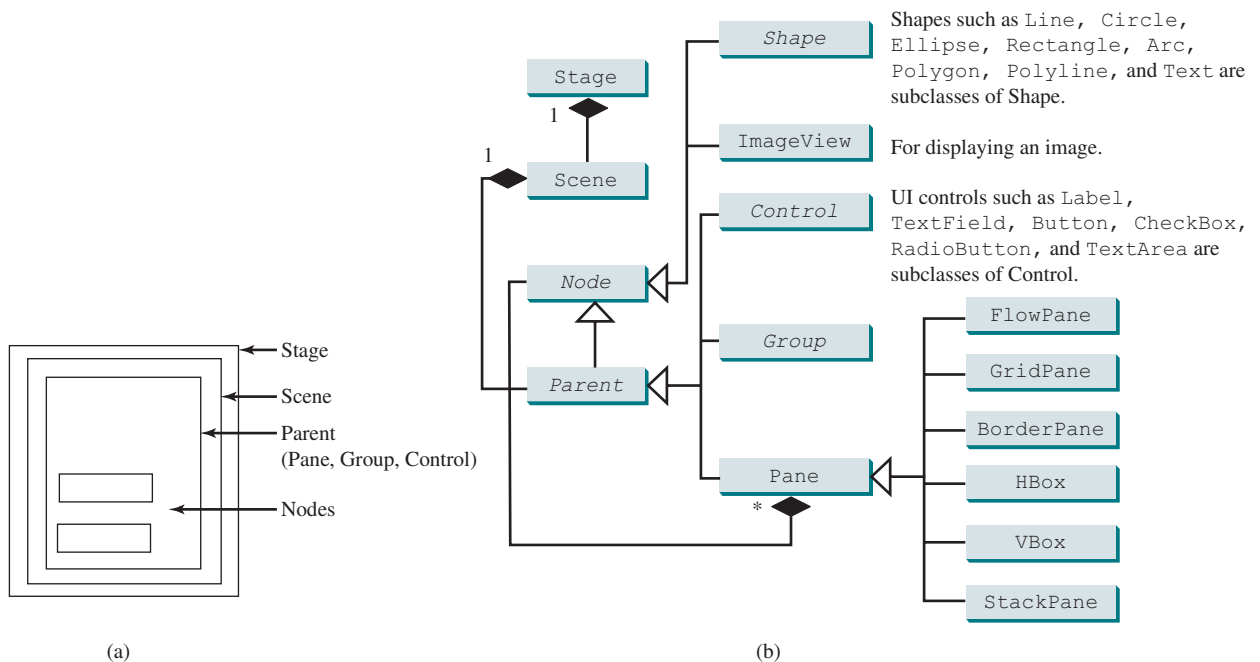 Shape
Shapes such as Line, Circle,
Ellipse, Rectangle, Arc,
Polygon, Polyline, and Text are
subclasses of Shape.
Stage
1
ImageView
For displaying an image.
1
Scene
Control
UI controls such as Label,
TextField, Button, CheckBox,
RadioButton, and TextArea are
subclasses of Control.
Node
FlowPane
Group
Stage
GridPane
Parent
Scene
BorderPane
Parent
(Pane, Group, Control)
Pane
HBox
*
Nodes
VBox
StackPane
(a)
(b)